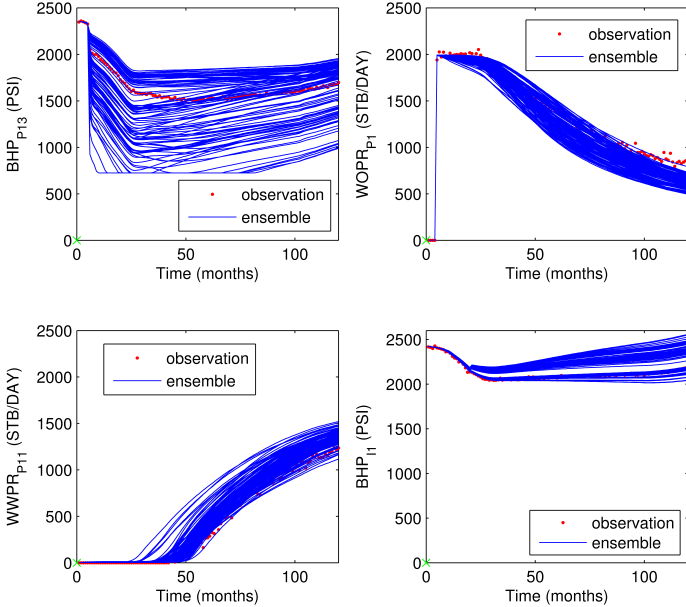 2500
2000
1500
1000
500
0
0 50 100
Time (months)
BHP_P13 (PSI)
observation
ensemble
2500
2000
1500
1000
500
0
0 50 100
Time (months)
WOPR_P1 (STB/DAY)
observation
ensemble
2500
2000
1500
1000
500
0
0 50 100
Time (months)
WWPR_P11 (STB/DAY)
observation
ensemble
2500
2000
1500
1000
500
0
0 50 100
Time (months)
BHP_I1 (PSI)
observation
ensemble